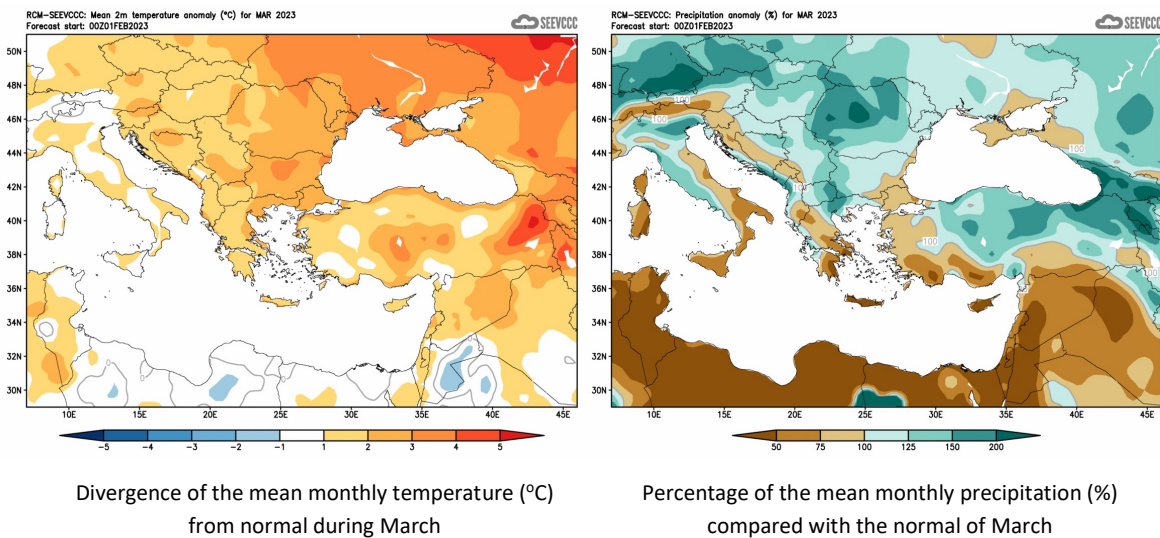 RCM-SEEVCCC: Mean 2m temperature anomaly (°C) for MAR 2023
Forecast start: 00Z01FEB2023
SEEVCCC
50N
48N
46N
44N
42N
40N
38N
36N
34N
32N
30N
10E 15E 20E 25E 30E 35E 40E 45E
-5 -4 -3 -2 -1 1 2 3 4 5
RCM-SEEVCCC: Precipitation anomaly (%) for MAR 2023
Forecast start: 00Z01FEB2023
SEEVCCC
50N
48N
46N
44N
42N
40N
38N
36N
34N
32N
30N
100
100
100
100
100
100
10E 15E 20E 25E 30E 35E 40E 45E
50 75 100 125 150 200
Divergence of the mean monthly temperature (°C)
from normal during March
Percentage of the mean monthly precipitation (%)
compared with the normal of March